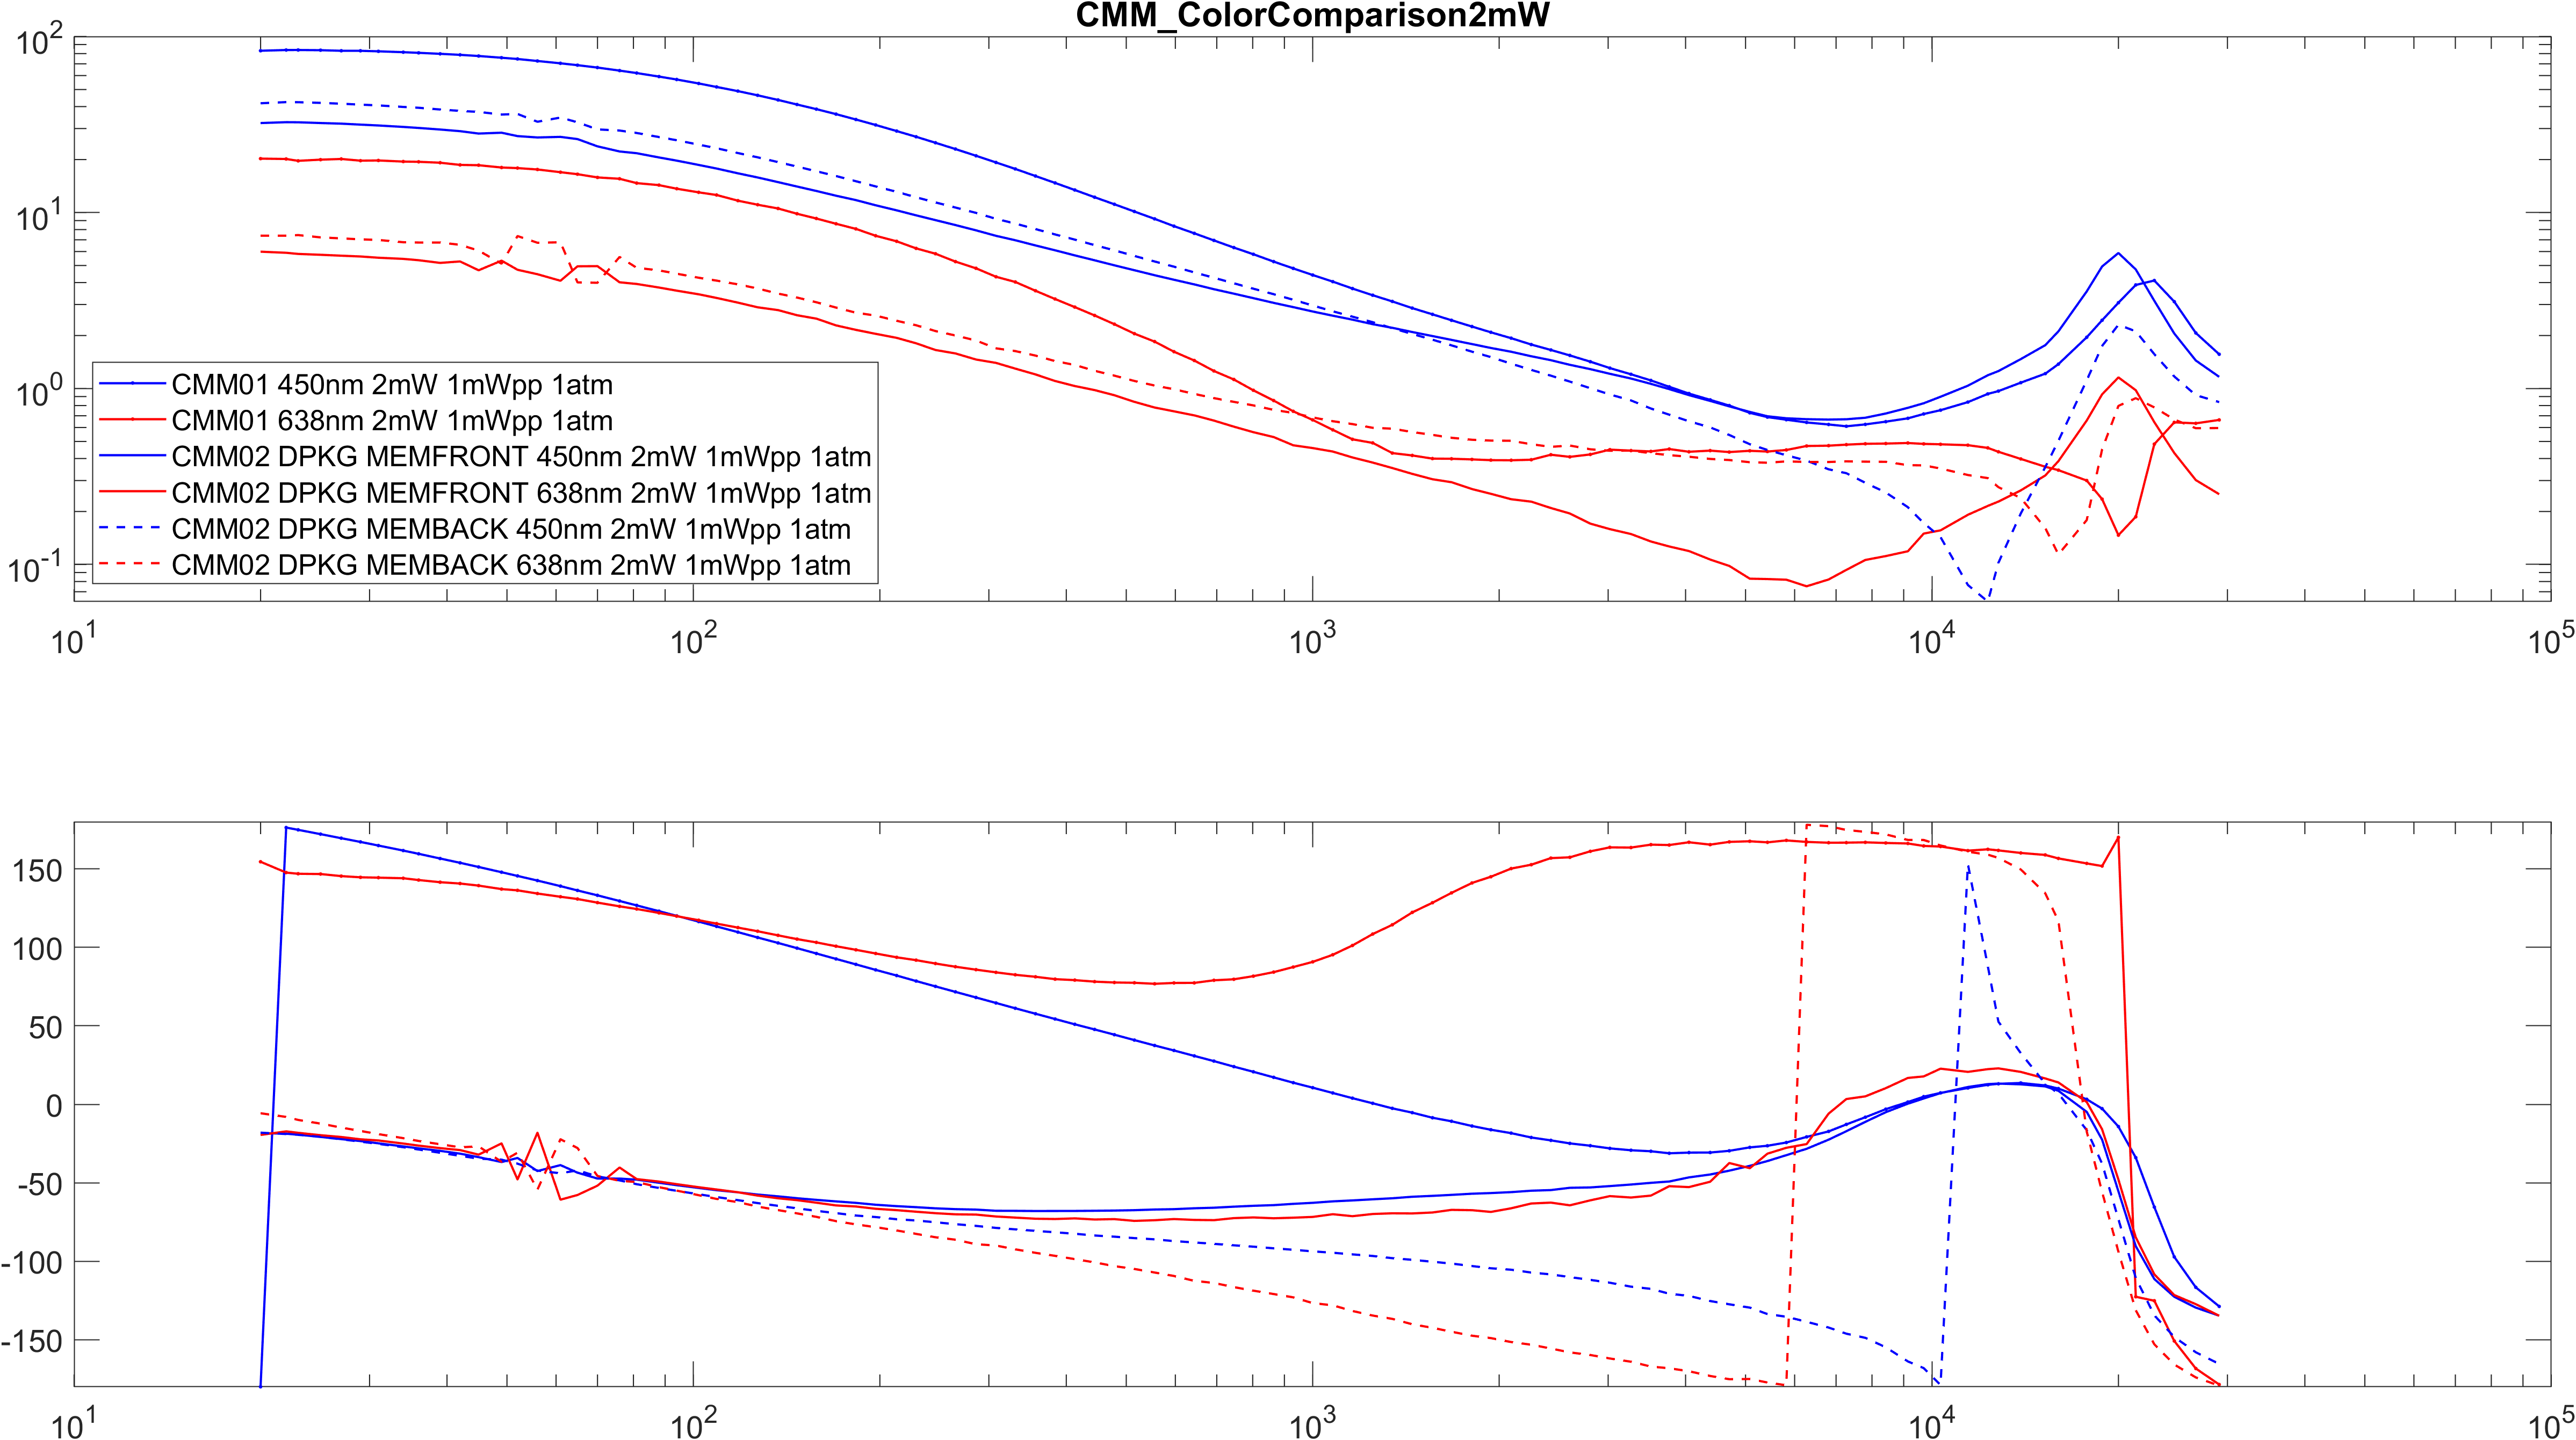 CMM_ColorComparison2mW
10^2
10^1
10^0
10^-1
CMM01 450nm 2mW 1mWpp 1atm
CMM01 638nm 2mW 1mWpp 1atm
CMM02 DPKG MEMFRONT 450nm 2mW 1mWpp 1atm
CMM02 DPKG MEMFRONT 638nm 2mW 1mWpp 1atm
CMM02 DPKG MEMBACK 450nm 2mW 1mWpp 1atm
CMM02 DPKG MEMBACK 638nm 2mW 1mWpp 1atm
10^1 10^2 10^3 10^4 10^5
150
100
50
0
-50
-100
-150
10^1 10^2 10^3 10^4 10^5